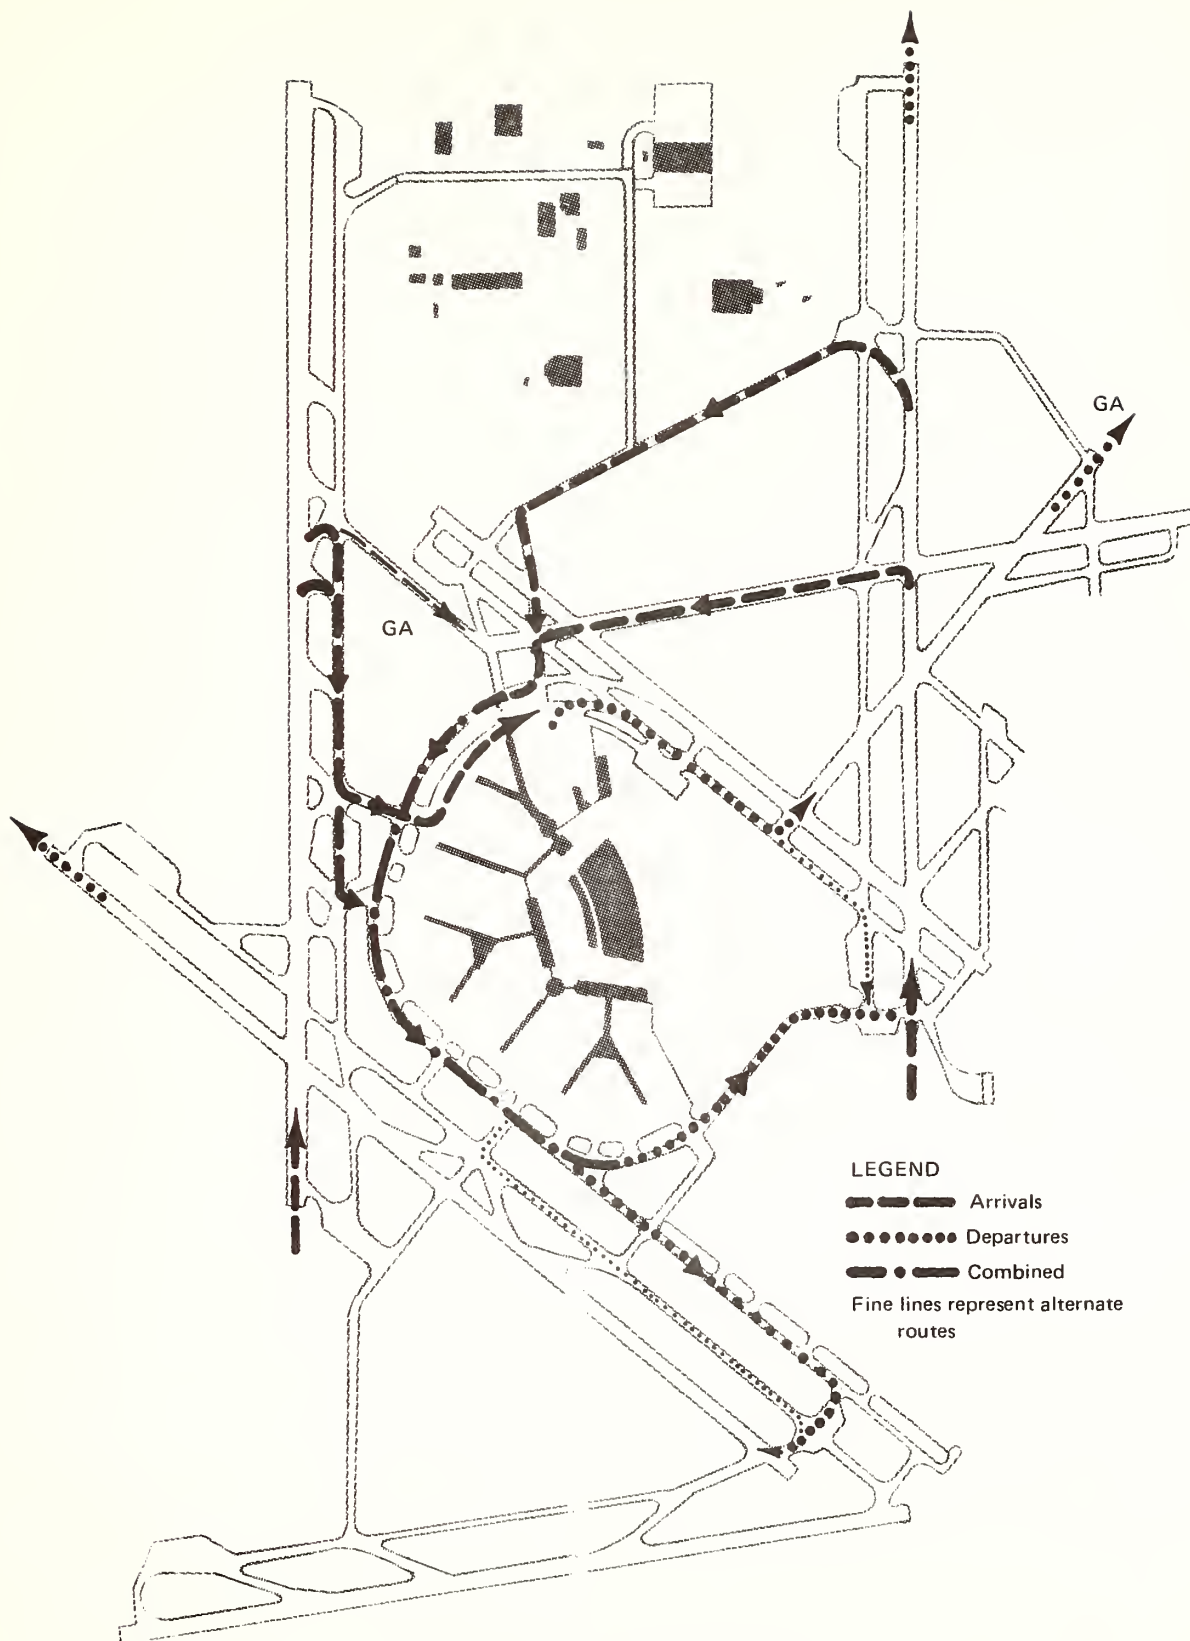 GA
GA
LEGEND
Arrivals
Departures
Combined
Fine lines represent alternate
routes